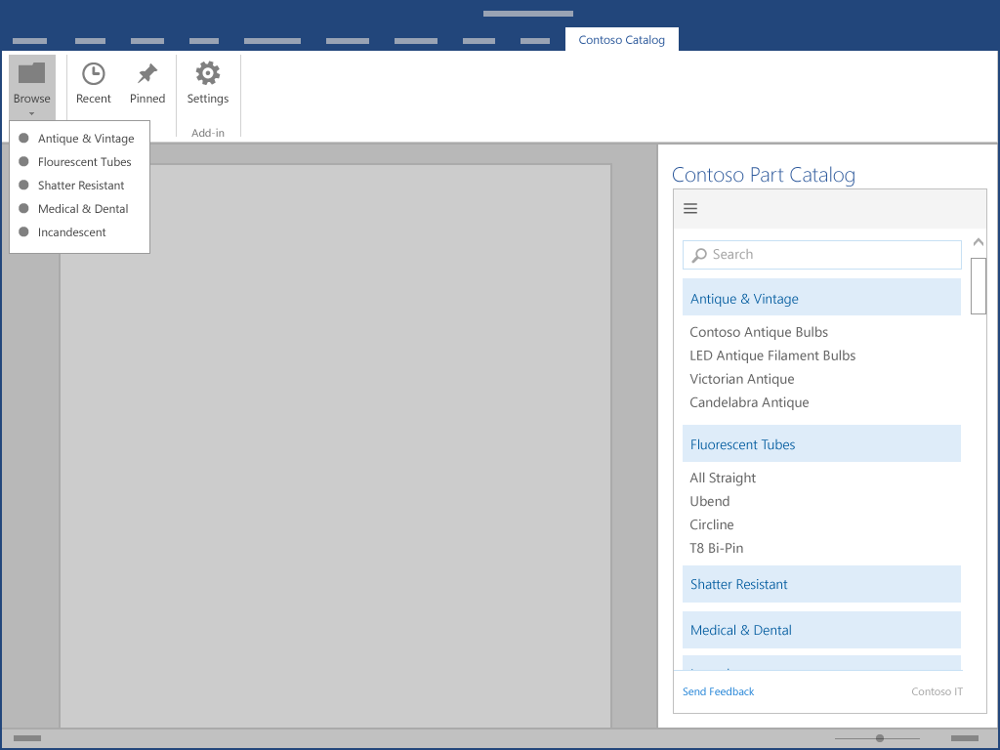 Contoso Catalog
Browse
Recent
Pinned
Settings
Add-in
Antique & Vintage
Flourescent Tubes
Shatter Resistant
Medical & Dental
Incandescent
Contoso Part Catalog
Search
Antique & Vintage
Contoso Antique Bulbs
LED Antique Filament Bulbs
Victorian Antique
Candelabra Antique
Fluorescent Tubes
All Straight
Ubend
Circline
T8 Bi-Pin
Shatter Resistant
Medical & Dental
Send Feedback
Contoso IT